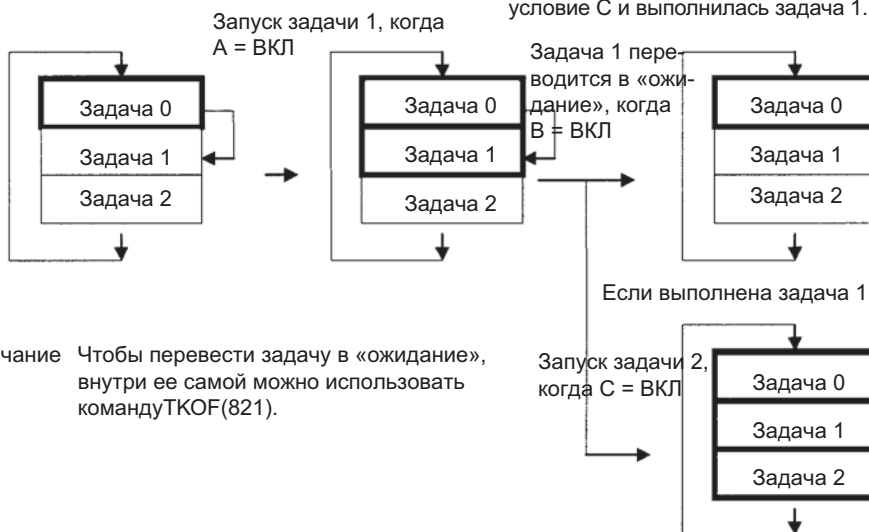 условие C и выполнилась задача 1.
Запуск задачи 1, когда
A = ВКЛ
Задача 1 пере-
водится в «ожи-
дание», когда
B = ВКЛ
Задача 0
Задача 1
Задача 2
Задача 0
Задача 1
Задача 2
Задача 0
Задача 1
Задача 2
Если выполнена задача 1
чание Чтобы перевести задачу в «ожидание»,
внутри ее самой можно использовать
командуTKOF(821).
Запуск задачи 2,
когда C = ВКЛ
Задача 0
Задача 1
Задача 2